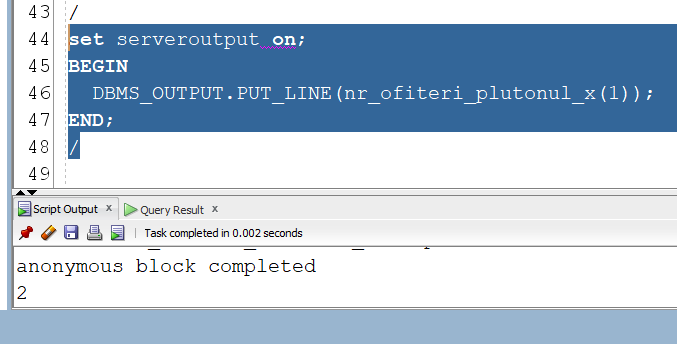 43 /
44 set serveroutput on;
45 BEGIN
46 DBMS_OUTPUT.PUT_LINE(nr_ofiteri_plutonul_x(1));
47 END;
48 /
49
Script Output x Query Result x
Task completed in 0.002 seconds
anonymous block completed
2